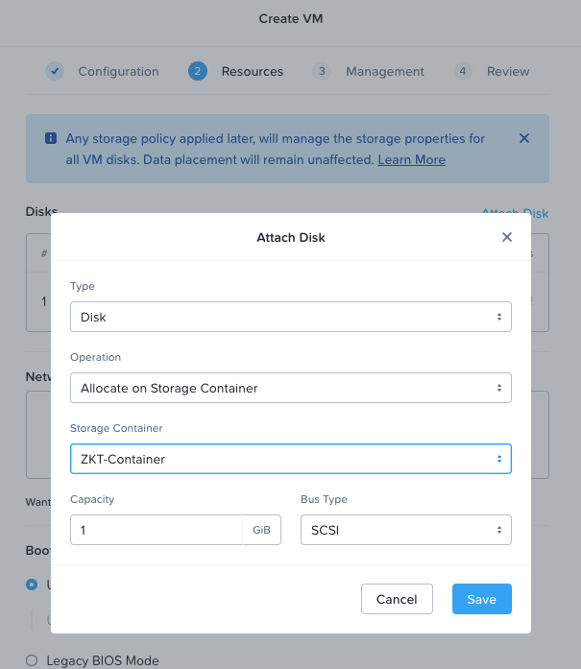 Create VM
Configuration
2 Resources
3 Management
4 Review
Any storage policy applied later, will manage the storage properties for
all VM disks. Data placement will remain unaffected. Learn More
Disks
Attach Disk
#
1
Attach Disk
Type
Disk
Operation
Allocate on Storage Container
Storage Container
ZKT-Container
Capacity
Bus Type
1 GiB
SCSI
Want
Cancel
Save
Legacy BIOS Mode